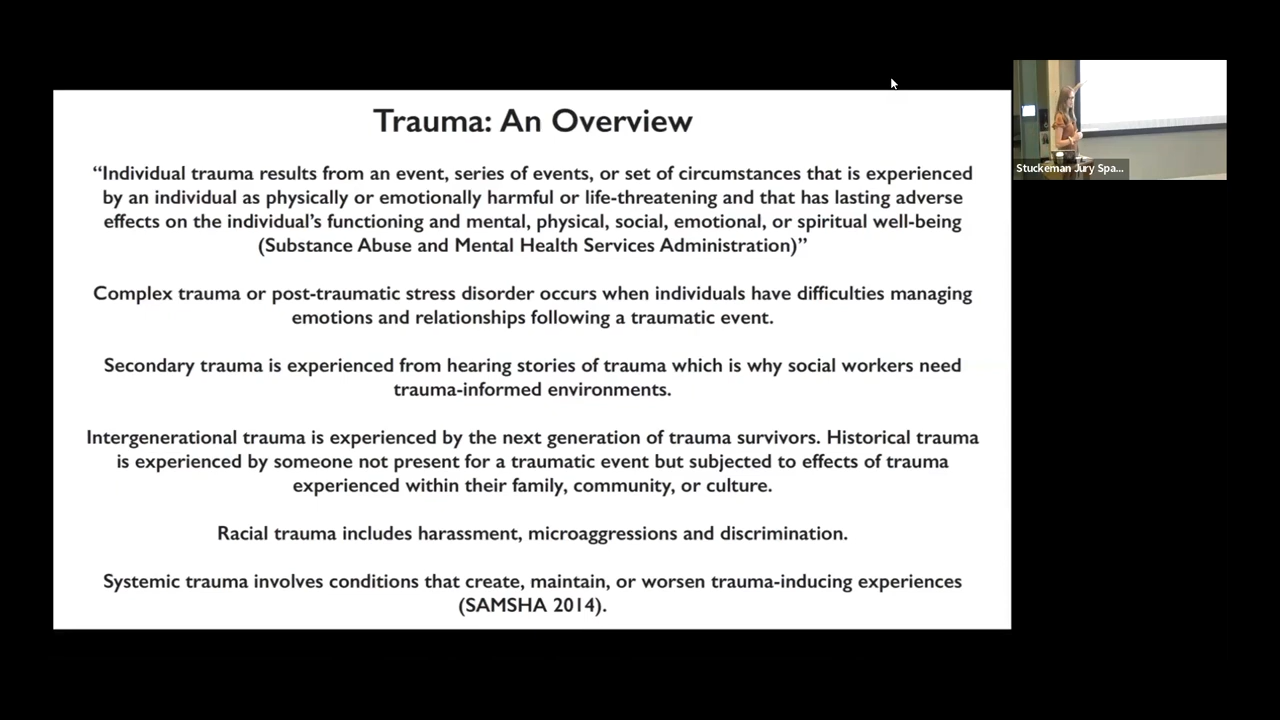 Trauma: An Overview
“Individual trauma results from an event, series of events, or set of circumstances that is experienced
by an individual as physically or emotionally harmful or life-threatening and that has lasting adverse
effects on the individual’s functioning and mental, physical, social, emotional, or spiritual well-being
(Substance Abuse and Mental Health Services Administration)”
Complex trauma or post-traumatic stress disorder occurs when individuals have difficulties managing
emotions and relationships following a traumatic event.
Secondary trauma is experienced from hearing stories of trauma which is why social workers need
trauma-informed environments.
Intergenerational trauma is experienced by the next generation of trauma survivors. Historical trauma
is experienced by someone not present for a traumatic event but subjected to effects of trauma
experienced within their family, community, or culture.
Racial trauma includes harassment, microaggressions and discrimination.
Systemic trauma involves conditions that create, maintain, or worsen trauma-inducing experiences
(SAMSHA 2014).
Stuckeman Jury Spa...